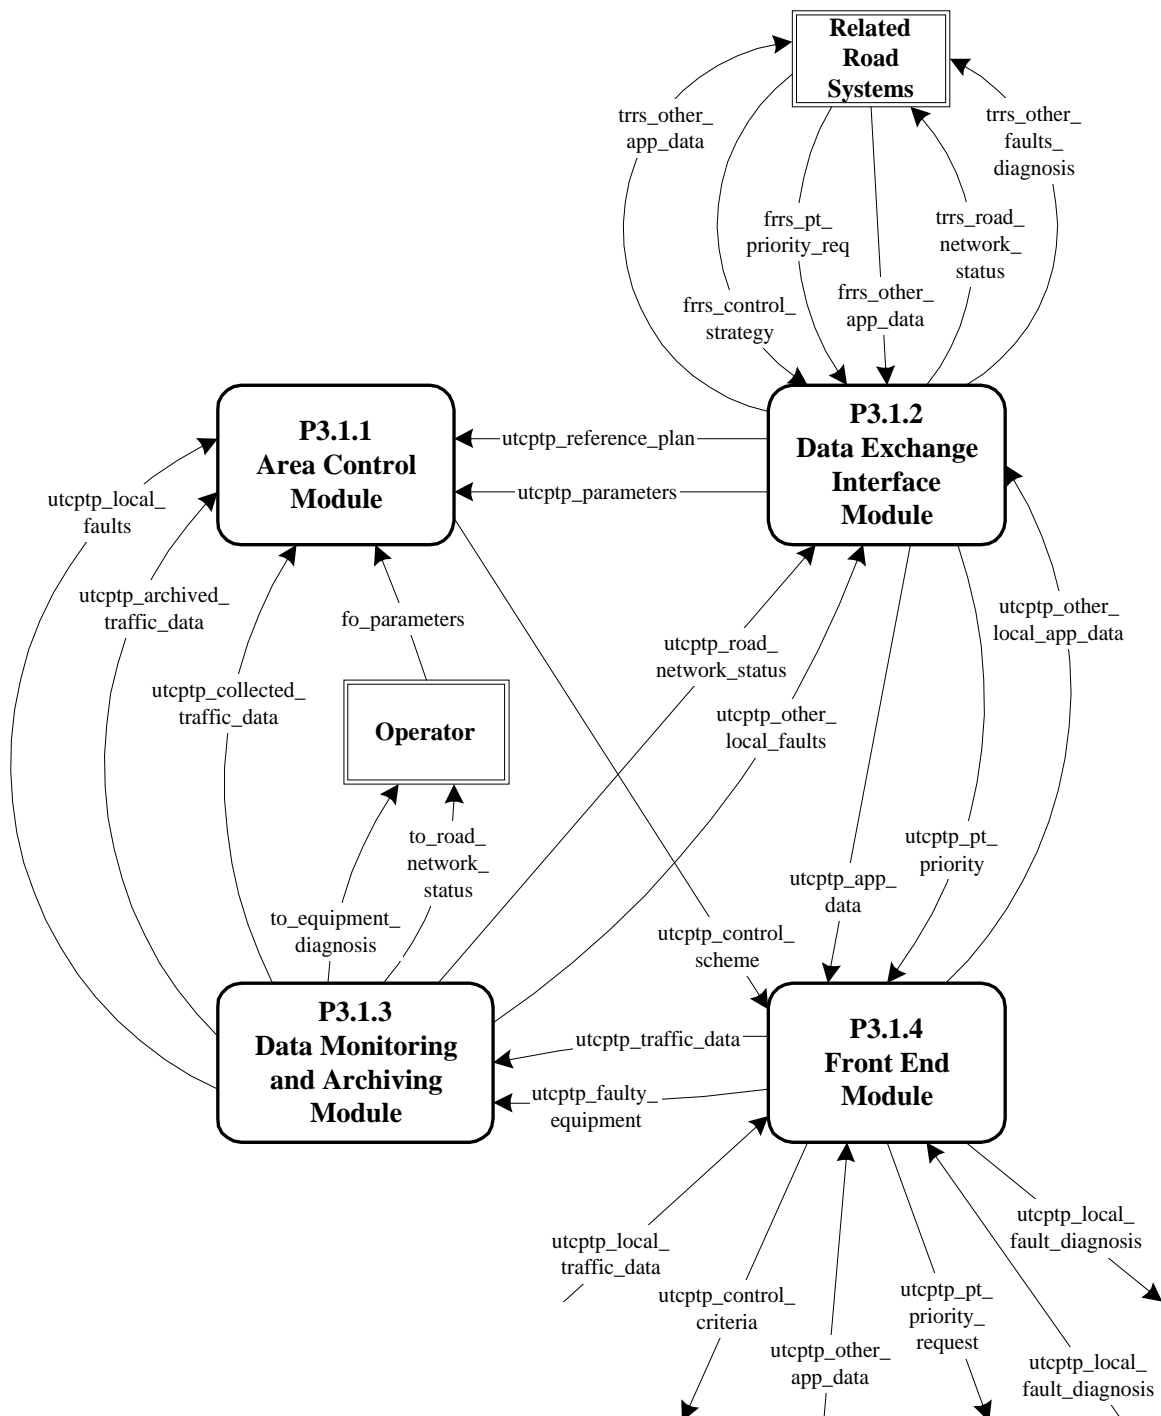 Related
Road
Systems
trrs_other_
app_data
trrs_other_
faults_
diagnosis
frrs_pt_
priority_req
trrs_road_
network_
status
frrs_control_
strategy
frrs_other_
app_data
P3.1.1
Area Control
Module
utcptp_reference_plan
utcptp_parameters
P3.1.2
Data Exchange
Interface
Module
utcptp_local_
faults
utcptp_archived_
traffic_data
fo_parameters
utcptp_collected_
traffic_data
utcptp_road_
network_status
utcptp_other_
local_app_data
Operator
utcptp_other_
local_faults
to_road_
network_
status
utcptp_pt_
priority
utcptp_app_
data
to_equipment_
diagnosis
utcptp_control_
scheme
P3.1.3
Data Monitoring
and Archiving
Module
utcptp_traffic_data
utcptp_faulty_
equipment
P3.1.4
Front End
Module
utcptp_local_
traffic_data
utcptp_local_
fault_diagnosis
utcptp_control_
criteria
utcptp_pt_
priority_
request
utcptp_other_
app_data
utcptp_local_
fault_diagnosis